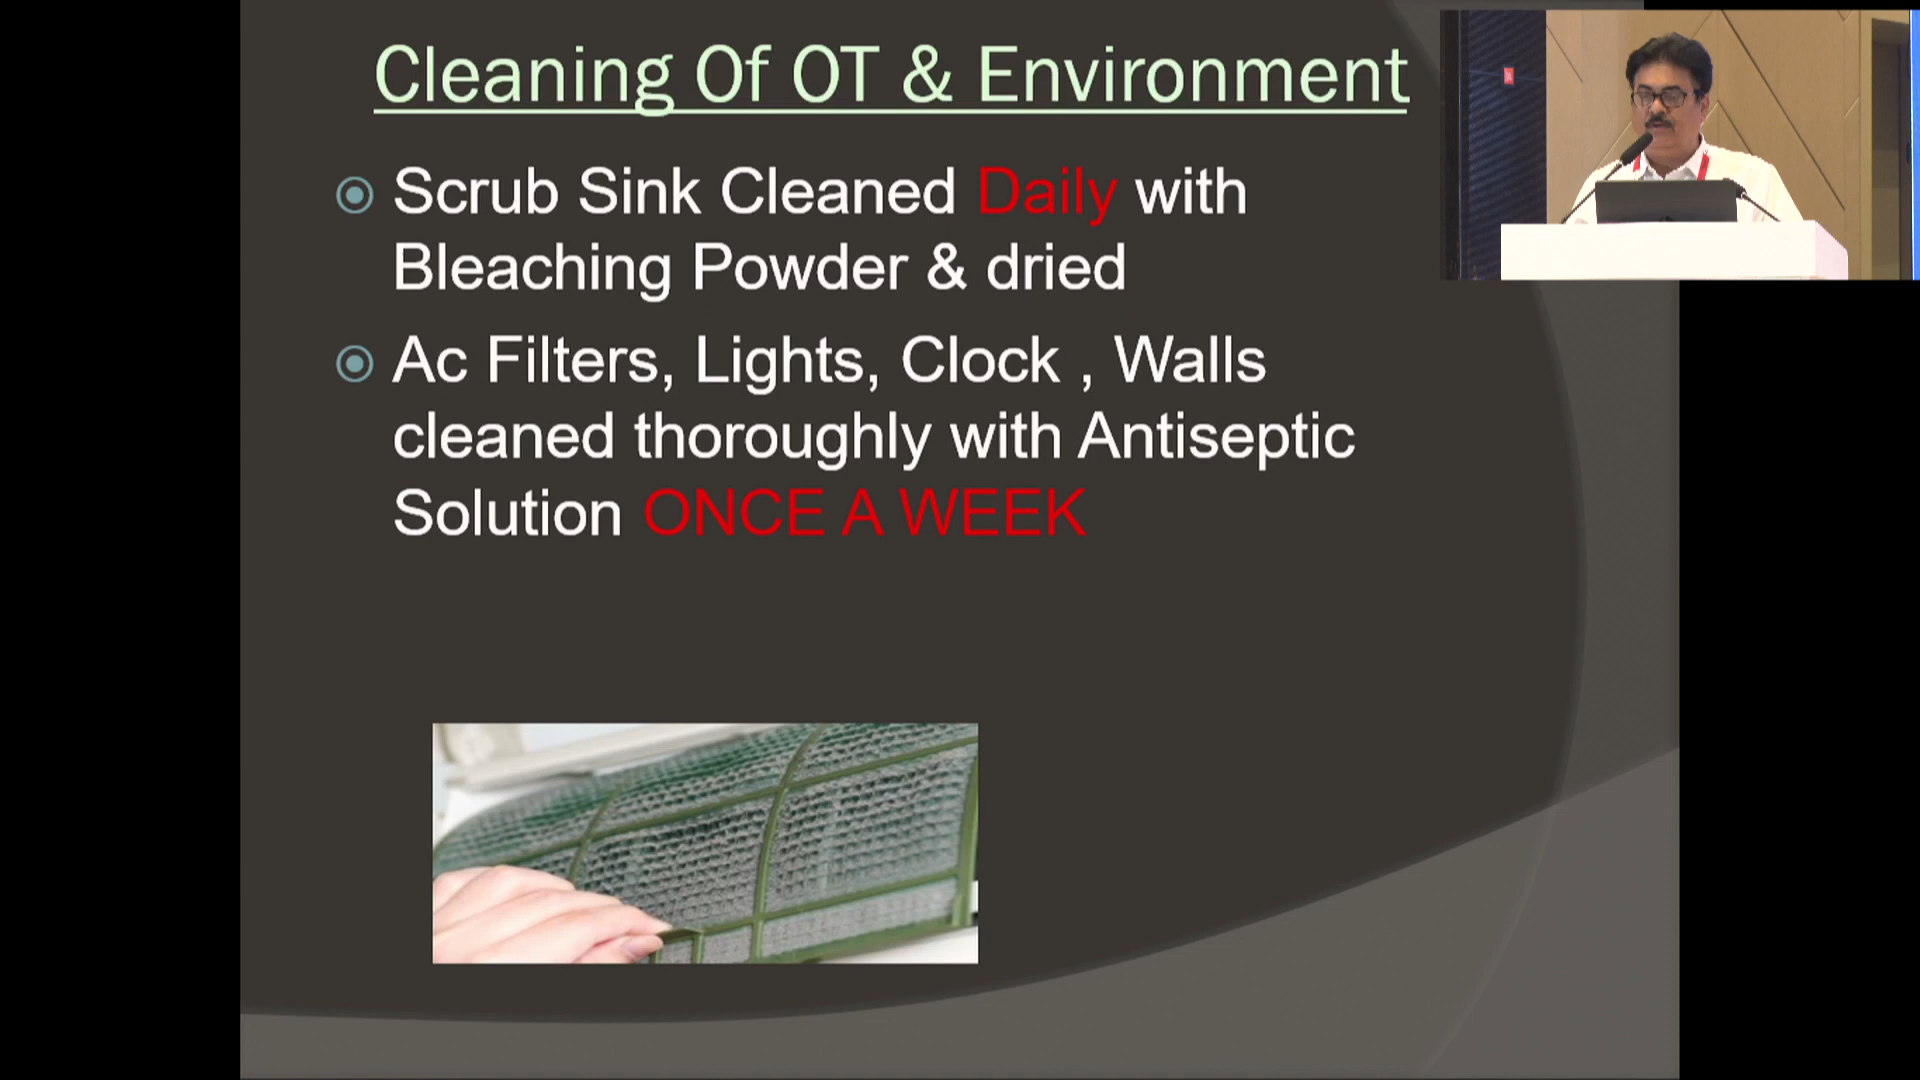 Cleaning Of OT & Environment
Scrub Sink Cleaned Daily with
Bleaching Powder & dried
Ac Filters, Lights, Clock , Walls
cleaned thoroughly with Antiseptic
Solution ONCE A WEEK